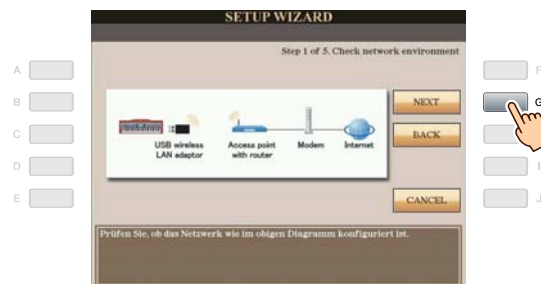 SETUP WIZARD
Step 1 of 5. Check network environment
A
F
B
NEXT
G
USB wireless
LAN adaptor
Access point
with router
Modem
Internet
C
BACK
D
I
E
CANCEL
J
Prüfen Sie, ob das Netzwerk wie im obigen Diagramm konfiguriert ist.